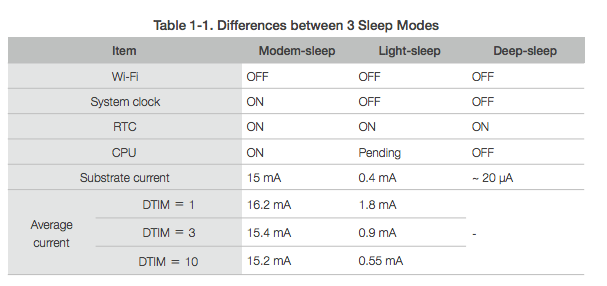 Table 1-1. Differences between 3 Sleep Modes
Item Modem-sleep Light-sleep Deep-sleep
Wi-Fi OFF OFF OFF
System clock ON OFF OFF
RTC ON ON ON
CPU ON Pending OFF
Substrate current 15 mA 0.4 mA ~ 20 μA
Average current
DTIM = 1 16.2 mA 1.8 mA
DTIM = 3 15.4 mA 0.9 mA -
DTIM = 10 15.2 mA 0.55 mA